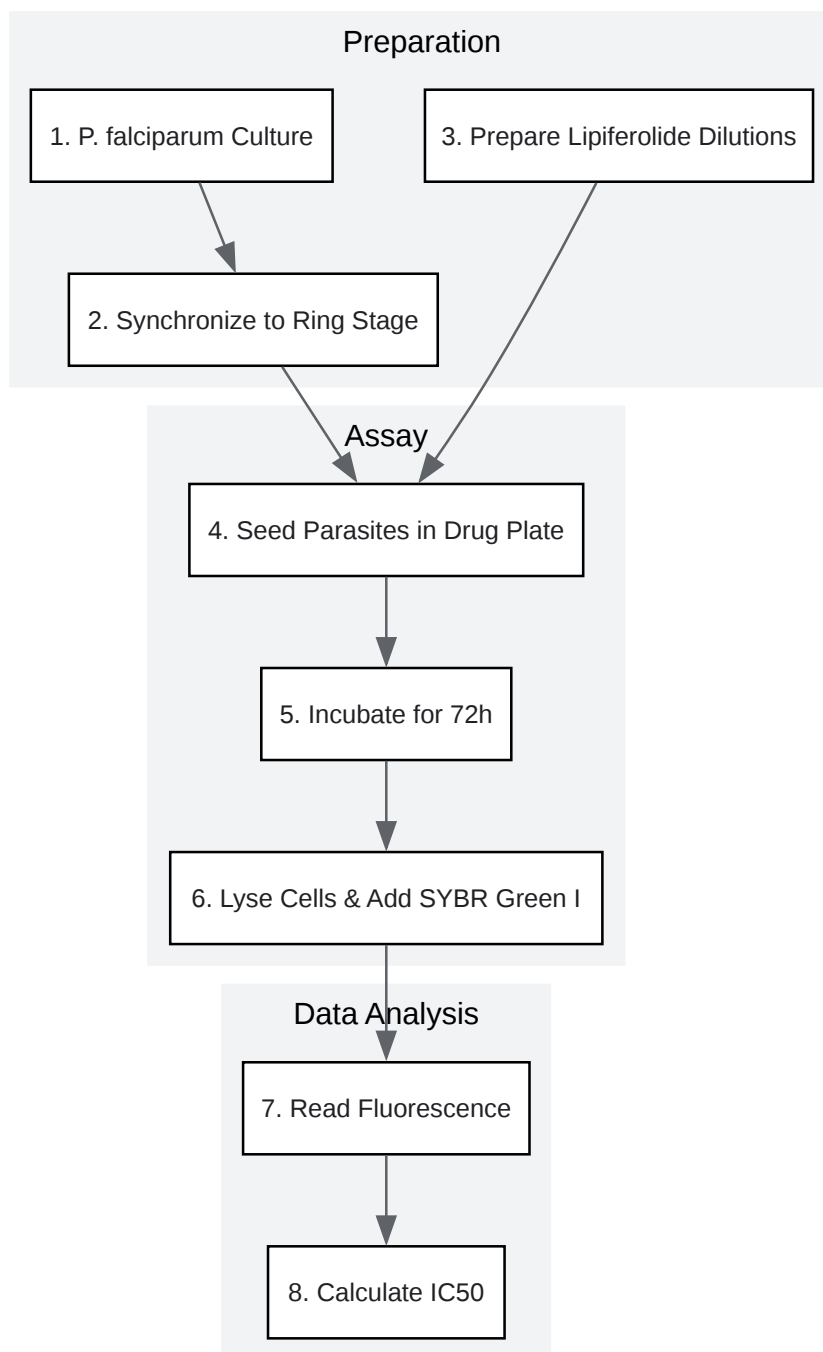 Preparation
1. P. falciparum Culture
3. Prepare Lipiferolide Dilutions
2. Synchronize to Ring Stage
Assay
4. Seed Parasites in Drug Plate
5. Incubate for 72h
6. Lyse Cells & Add SYBR Green I
Data Analysis
7. Read Fluorescence
8. Calculate IC50